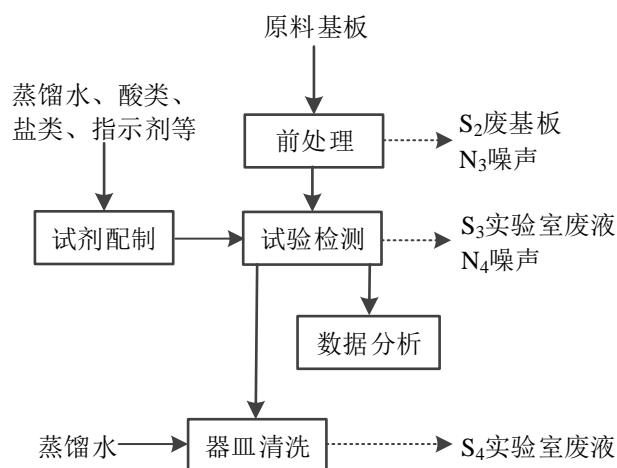 原料基板
蒸馏水、酸类、
盐类、指示剂等
前处理
S₂废基板
N₃噪声
试剂配制
试验检测
S₃实验室废液
N₄噪声
数据分析
蒸馏水
器皿清洗
S₄实验室废液